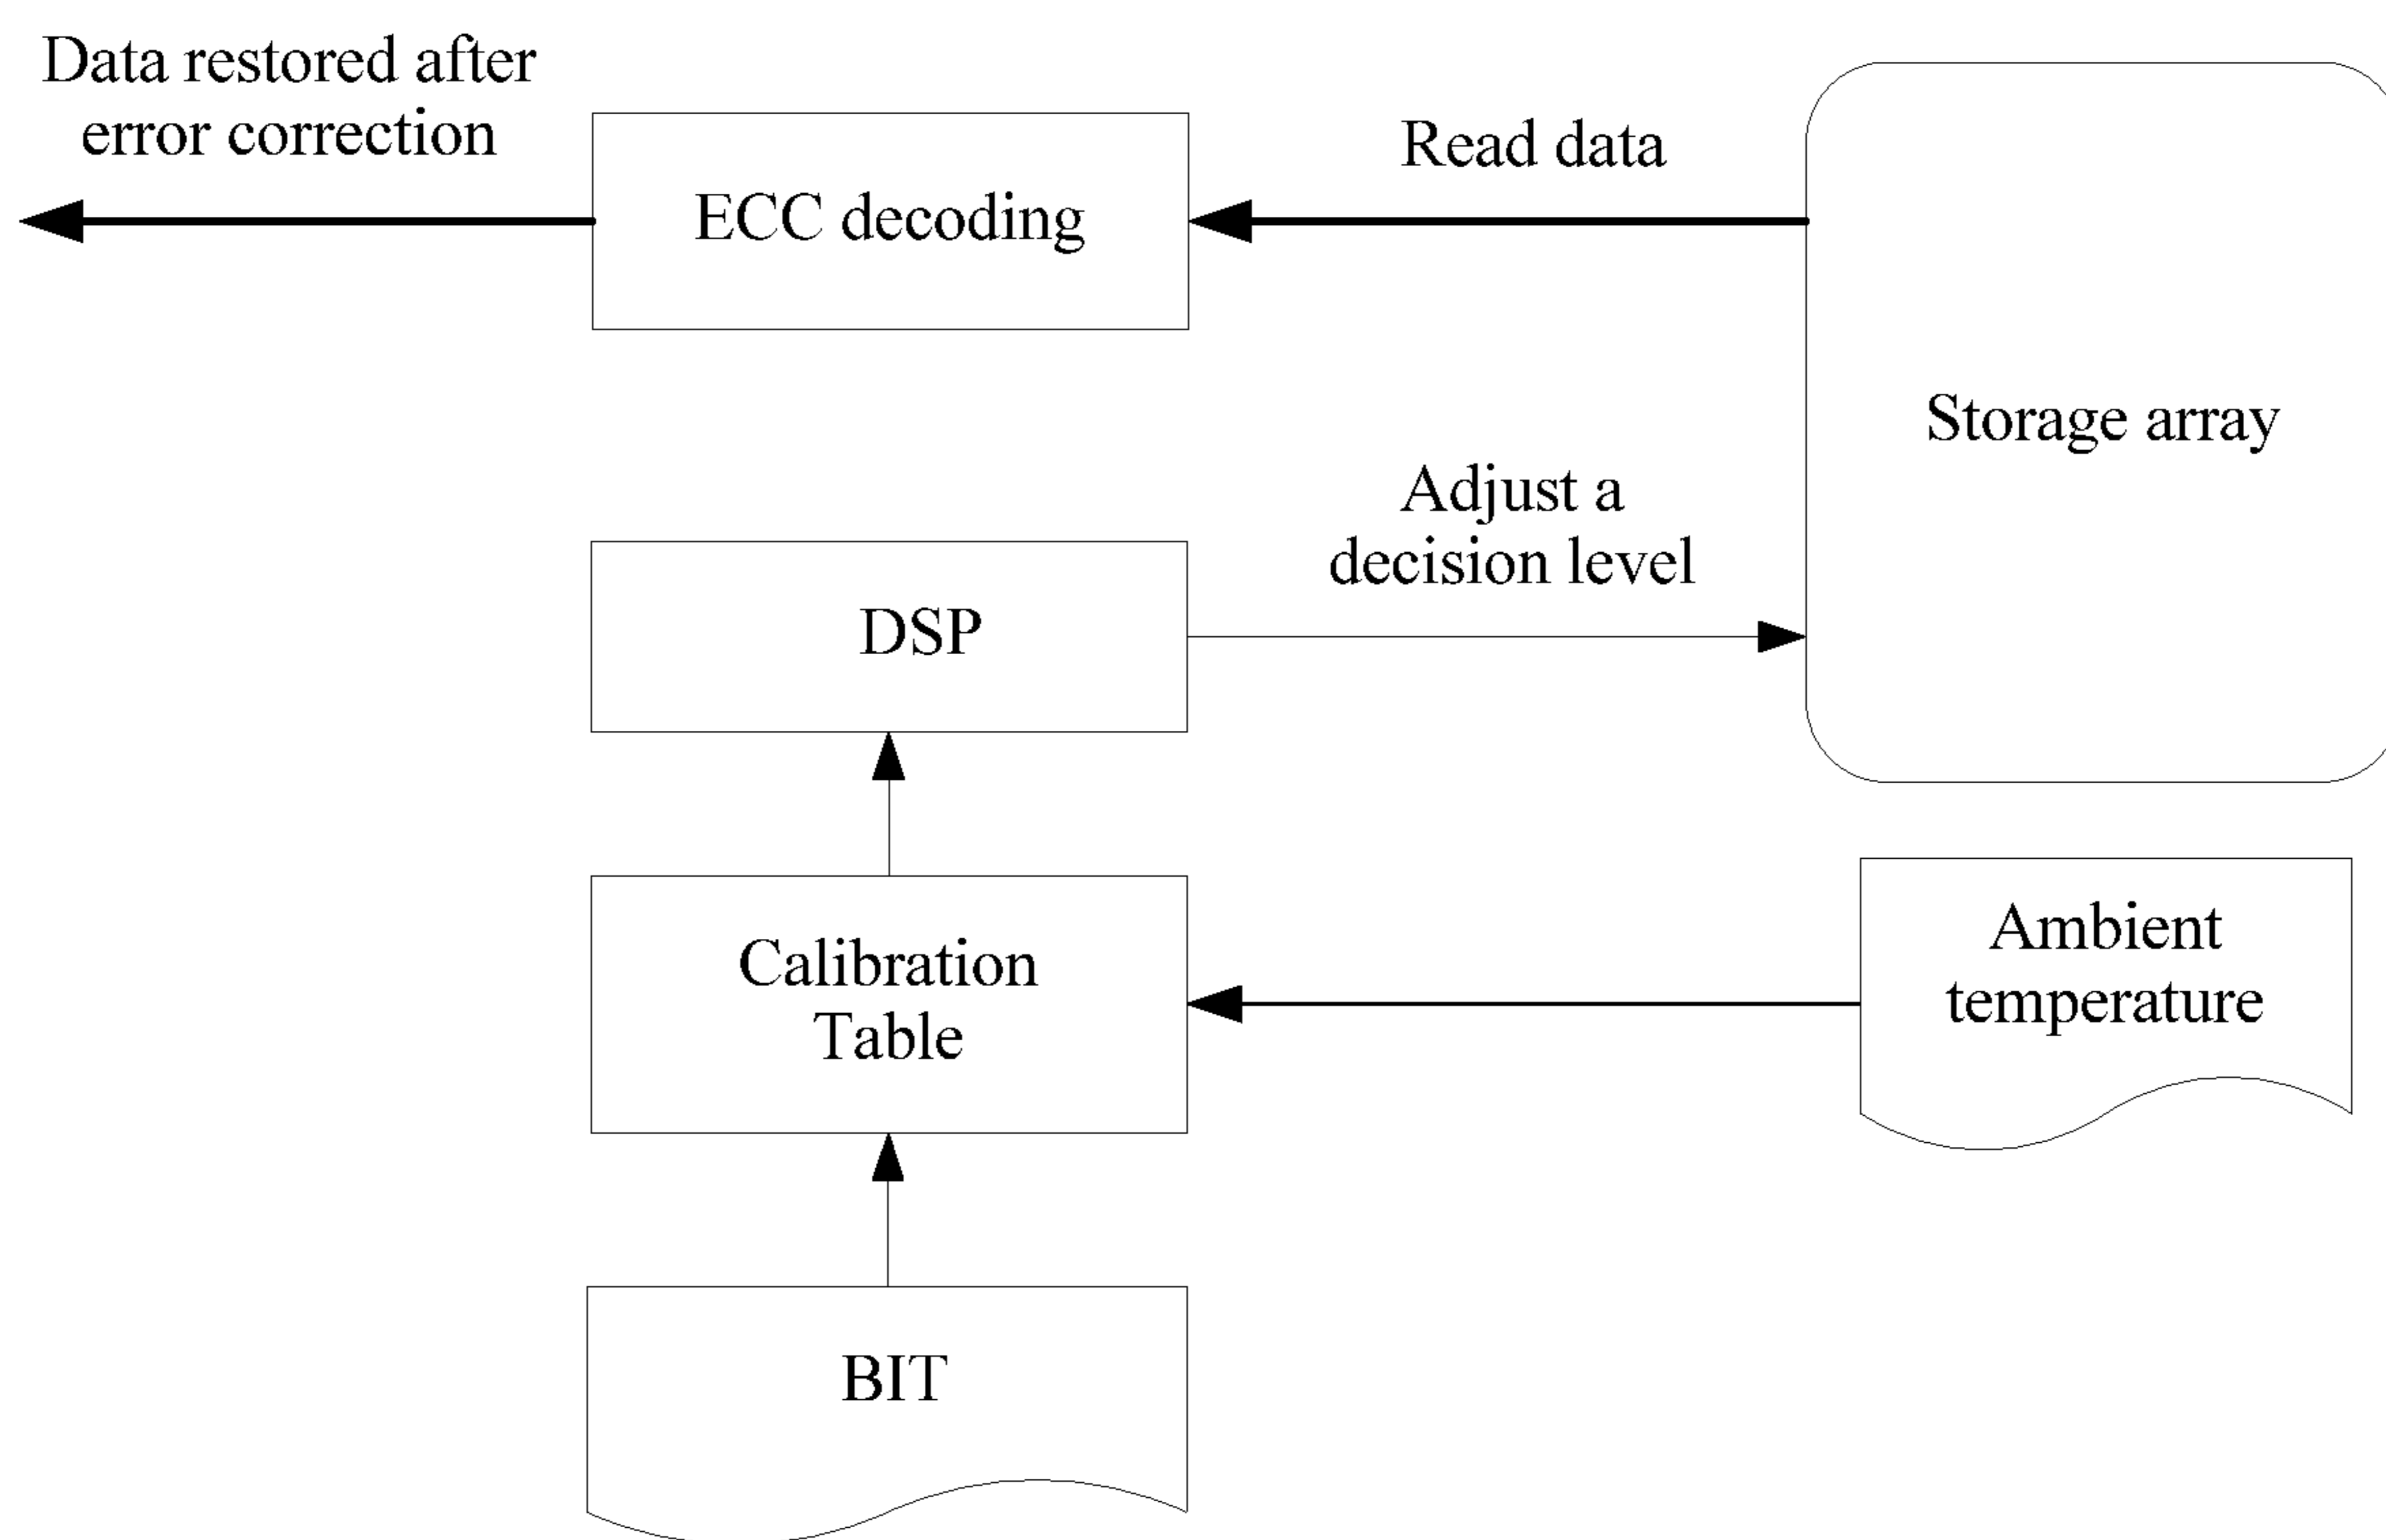 Data restored after
error correction
ECC decoding
Read data
Storage array
Adjust a
decision level
DSP
Calibration
Table
Ambient
temperature
BIT